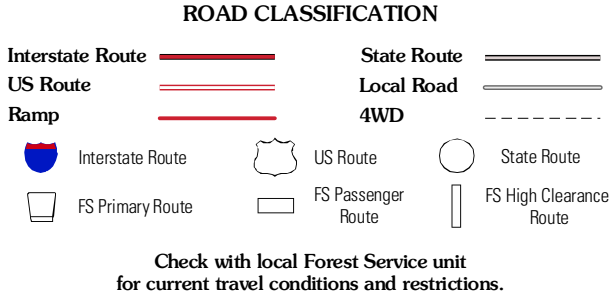 ROAD CLASSIFICATION
Interstate Route
State Route
US Route
Local Road
Ramp
4WD
Interstate Route
US Route
State Route
FS Primary Route
FS Passenger
Route
FS High Clearance
Route
Check with local Forest Service unit
for current travel conditions and restrictions.